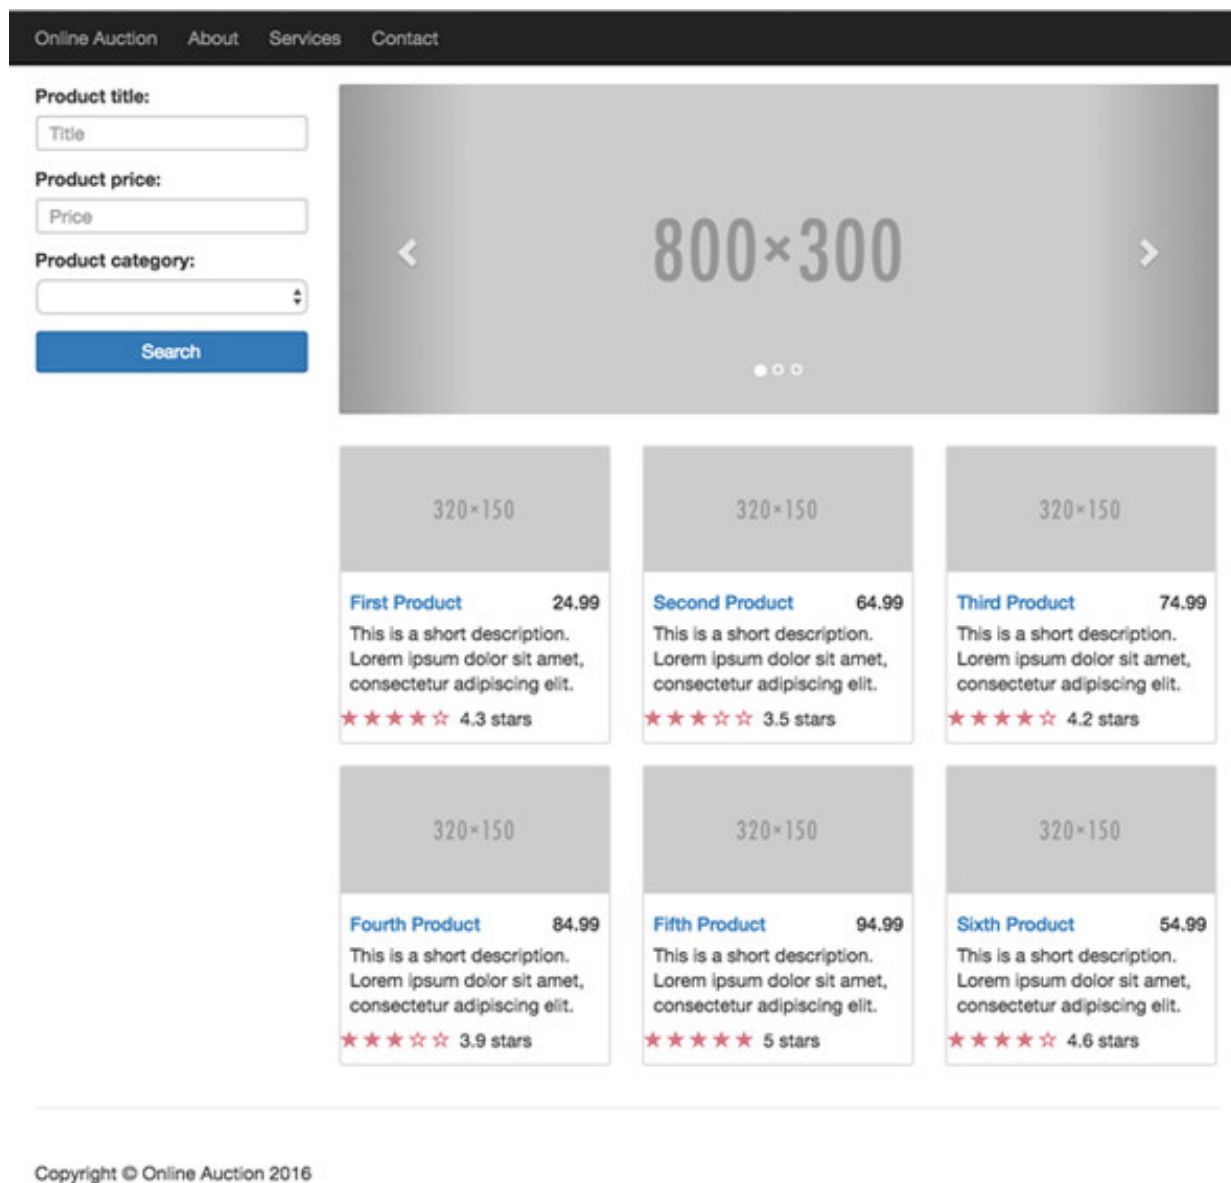 Online Auction About Services Contact
Product title:
Title
Product price:
Price
Product category:
Search
800×300
320×150
First Product 24.99
This is a short description.
Lorem ipsum dolor sit amet,
consectetur adipiscing elit.
4.3 stars
320×150
Second Product 64.99
This is a short description.
Lorem ipsum dolor sit amet,
consectetur adipiscing elit.
3.5 stars
320×150
Third Product 74.99
This is a short description.
Lorem ipsum dolor sit amet,
consectetur adipiscing elit.
4.2 stars
320×150
Fourth Product 84.99
This is a short description.
Lorem ipsum dolor sit amet,
consectetur adipiscing elit.
3.9 stars
320×150
Fifth Product 94.99
This is a short description.
Lorem ipsum dolor sit amet,
consectetur adipiscing elit.
5 stars
320×150
Sixth Product 54.99
This is a short description.
Lorem ipsum dolor sit amet,
consectetur adipiscing elit.
4.6 stars
Copyright © Online Auction 2016